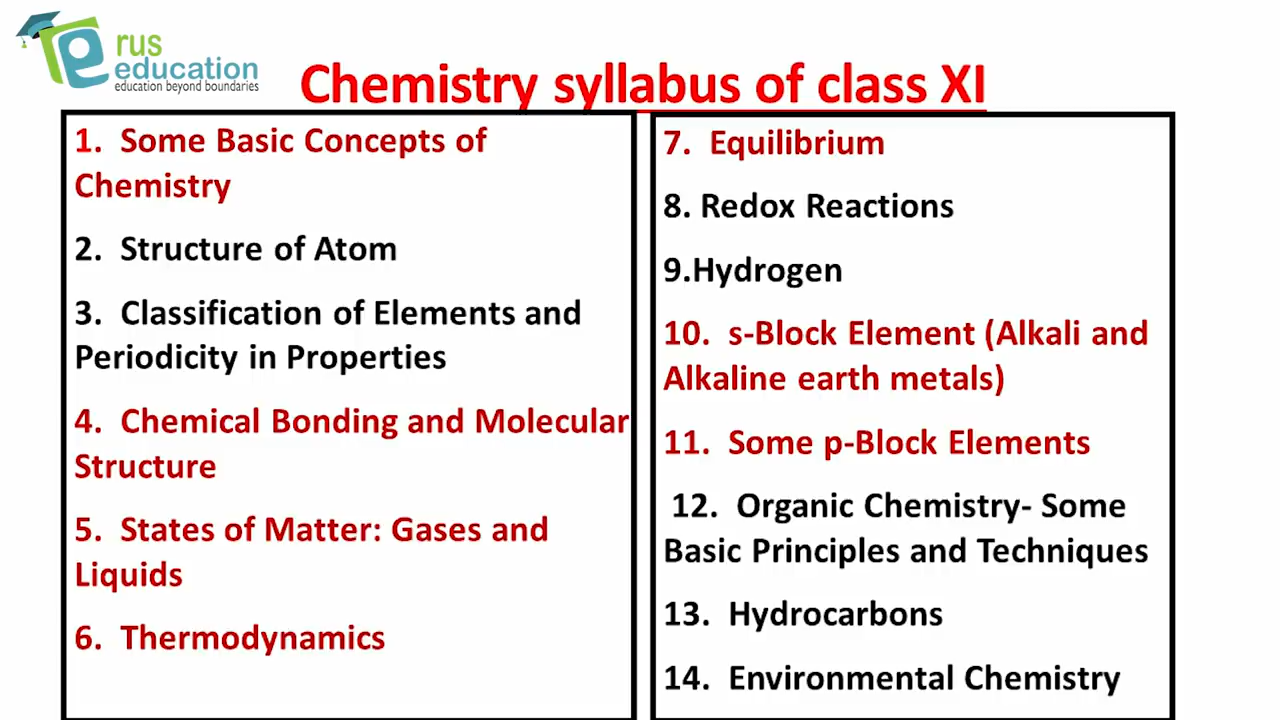 rus
education
education beyond boundaries
Chemistry syllabus of class XI
1. Some Basic Concepts of
Chemistry
2. Structure of Atom
3. Classification of Elements and
Periodicity in Properties
4. Chemical Bonding and Molecular
Structure
5. States of Matter: Gases and
Liquids
6. Thermodynamics
7. Equilibrium
8. Redox Reactions
9.Hydrogen
10. s-Block Element (Alkali and
Alkaline earth metals)
11. Some p-Block Elements
12. Organic Chemistry- Some
Basic Principles and Techniques
13. Hydrocarbons
14. Environmental Chemistry